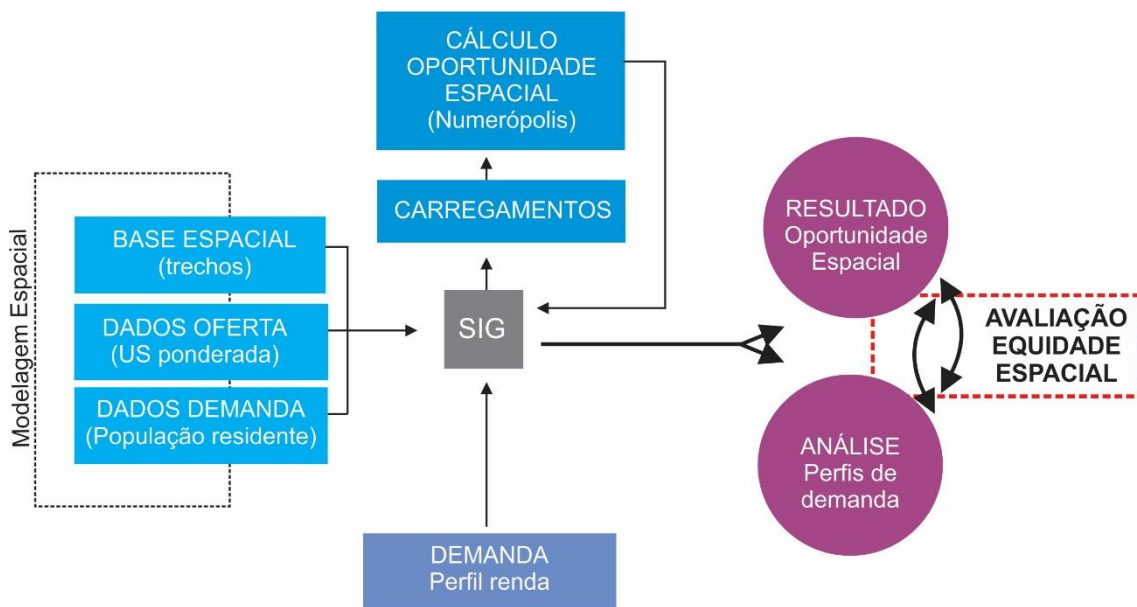 CÁLCULO
OPORTUNIDADE
ESPACIAL
(Numerópolis)
CARREGAMENTOS
Modelagem Espacial
BASE ESPACIAL
(trechos)
DADOS OFERTA
(US ponderada)
DADOS DEMANDA
(População residente)
SIG
DEMANDA
Perfil renda
RESULTADO
Oportunidade
Espacial
AVALIAÇÃO
EQUIDADE
ESPACIAL
ANÁLISE
Perfis de
demanda